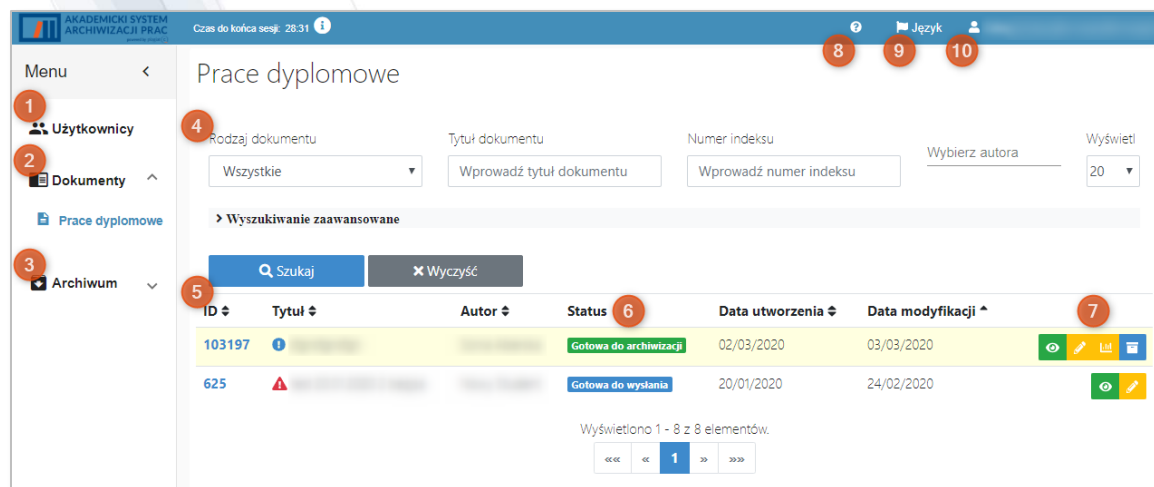 AKADEMICKI SYSTEM
ARCHIWIZACJI PRAC
Czas do końca sesji: 28:31
8
9
Język
10
Menu
Prace dyplomowe
1
Użytkownicy
2
Dokumenty
Prace dyplomowe
3
Archiwum
4
Rodzaj dokumentu Tytuł dokumentu Numer indeksu Wybierz autora Wyświetl
Wszystkie Wprowadź tytuł dokumentu Wprowadź numer indeksu 20
> Wyszukiwanie zaawansowane
Szukaj Wyczyść
5 6 7
ID Tytuł Autor Status Data utworzenia Data modyfikacji
103197 Gotowa do archiwizacji 02/03/2020 03/03/2020
625 Gotowa do wysłania 20/01/2020 24/02/2020
Wyświetlono 1 - 8 z 8 elementów.
«« « 1 » »»